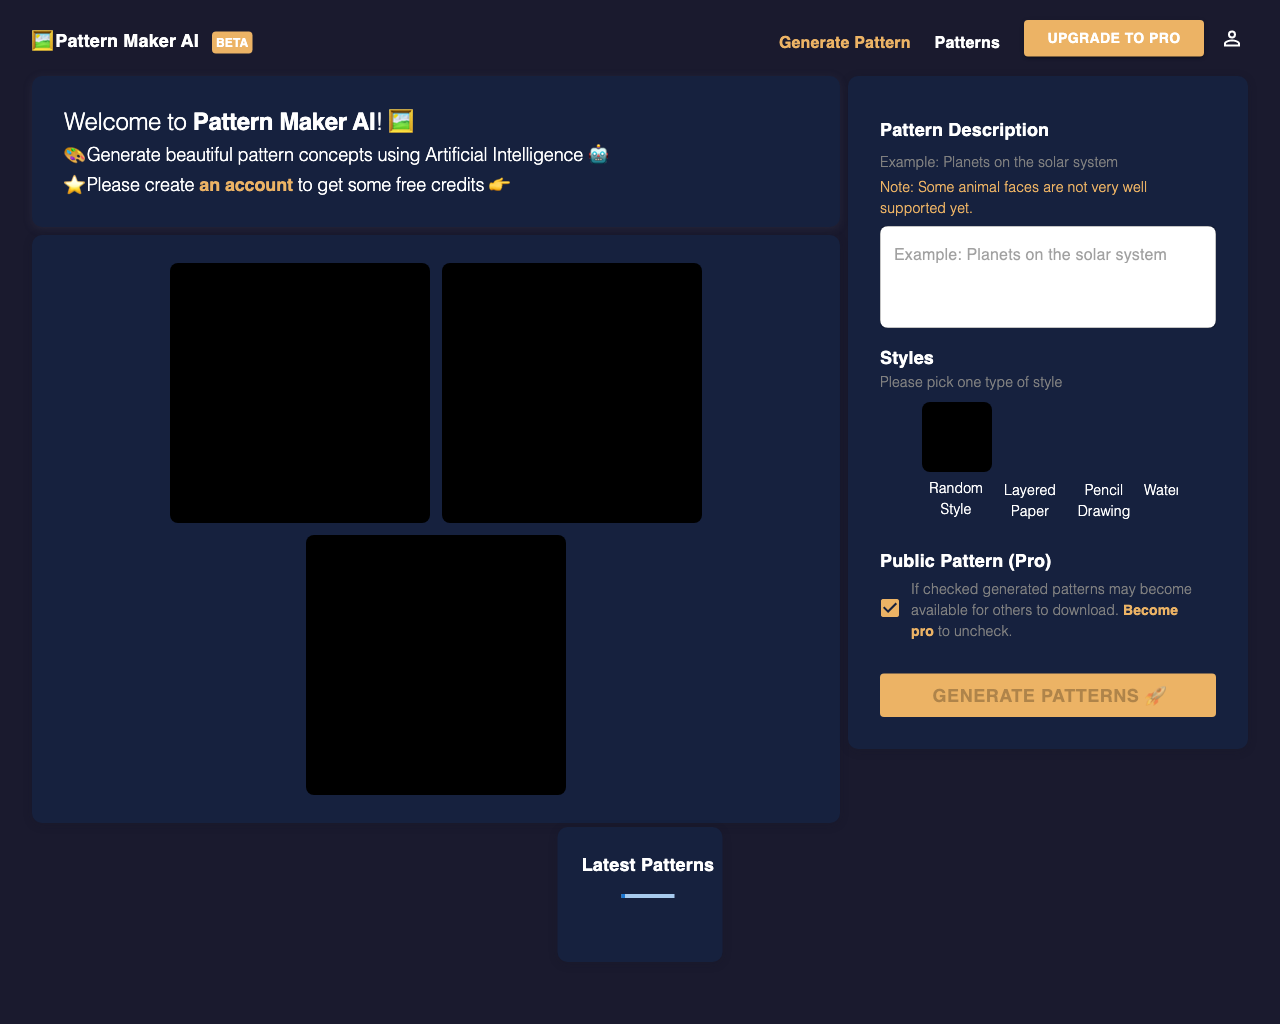 Pattern Maker AI BETA
Generate Pattern Patterns UPGRADE TO PRO
Welcome to Pattern Maker AI!
Generate beautiful pattern concepts using Artificial Intelligence
Please create an account to get some free credits
Pattern Description
Example: Planets on the solar system
Note: Some animal faces are not very well
supported yet.
Example: Planets on the solar system
Styles
Please pick one type of style
Random
Style
Layered
Paper
Pencil
Drawing
Public Pattern (Pro)
If checked generated patterns may become
available for others to download. Become
pro to uncheck.
GENERATE PATTERNS
Latest Patterns